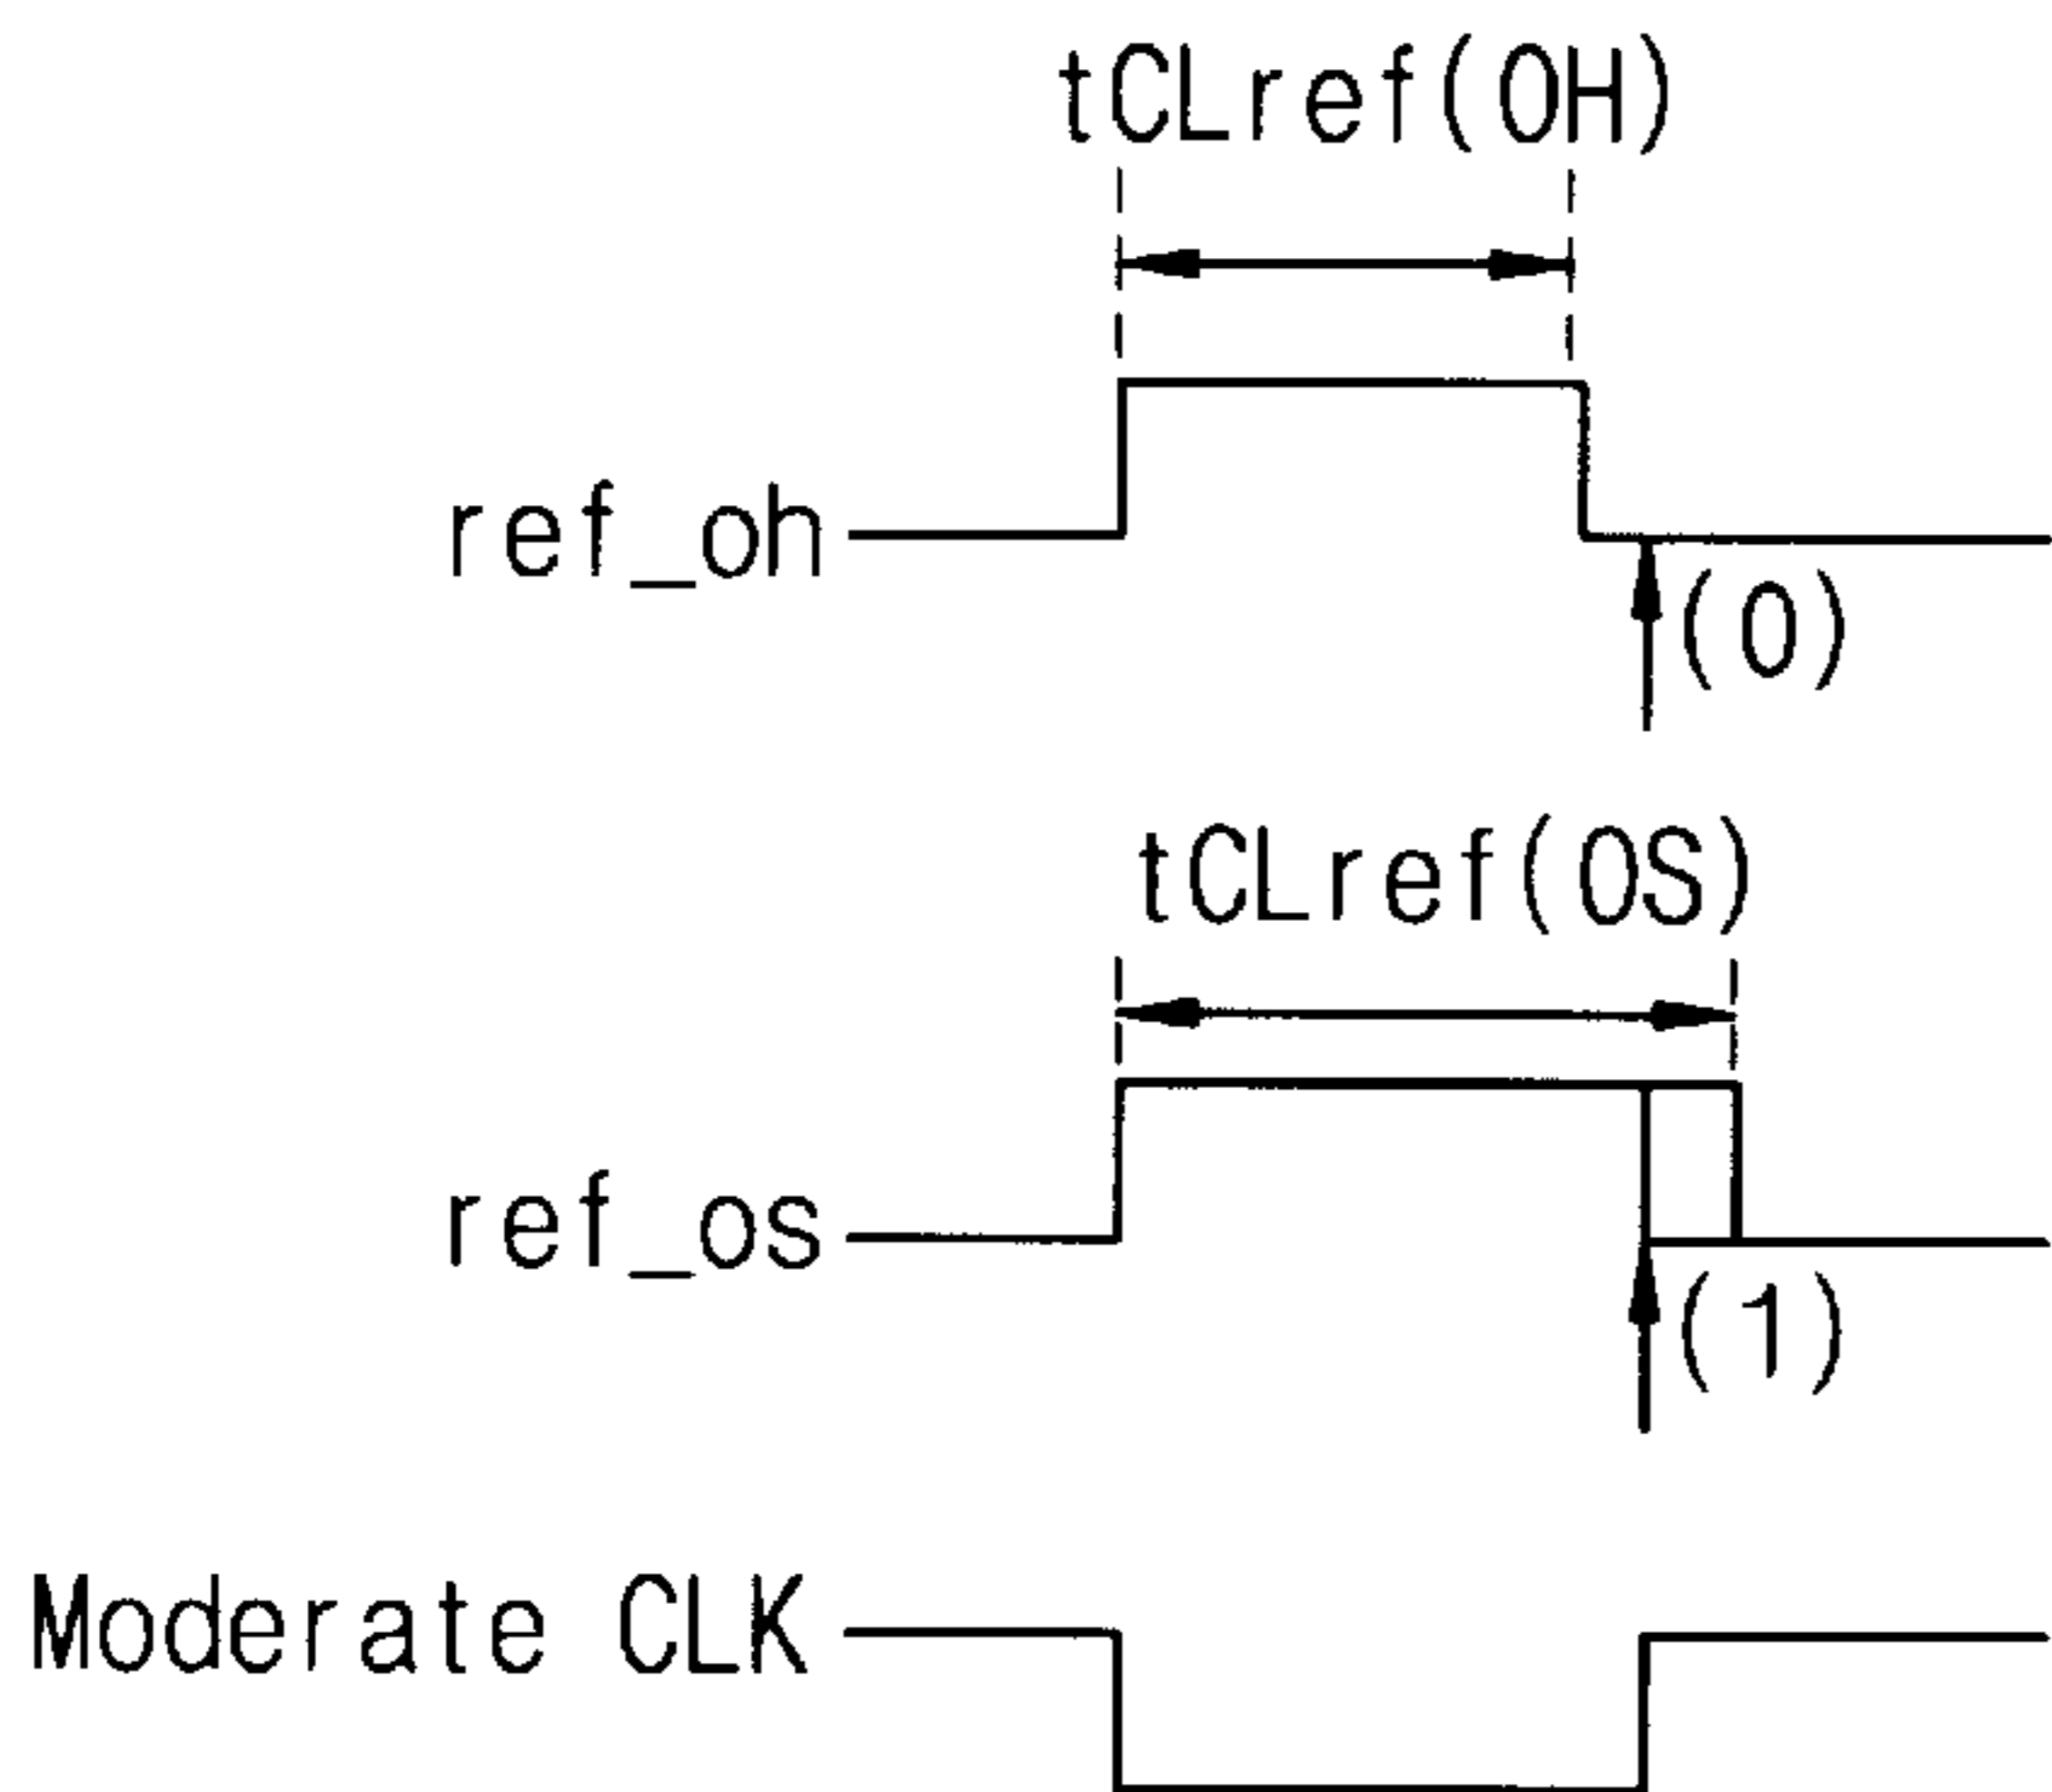 tCLref(OH)
ref_oh
(0)
tCLref(OS)
ref_os
(1)
Moderate CLK